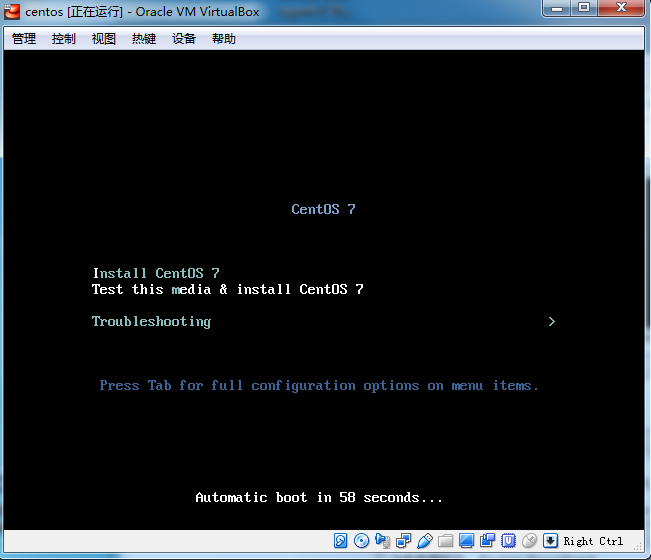 centos [正在运行] - Oracle VM VirtualBox
管理 控制 视图 热键 设备 帮助
CentOS 7
Install CentOS 7
Test this media & install CentOS 7
Troubleshooting >
Press Tab for full configuration options on menu items.
Automatic boot in 58 seconds...
Right Ctrl